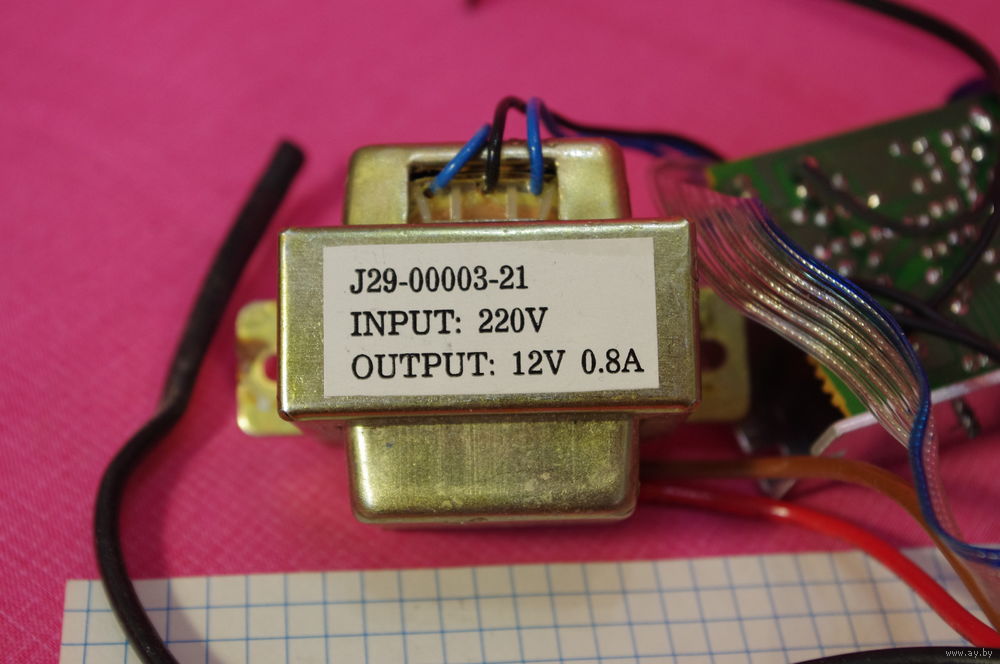 J29-00003-21
INPUT: 220V
OUTPUT: 12V 0.8A
www.ay.by